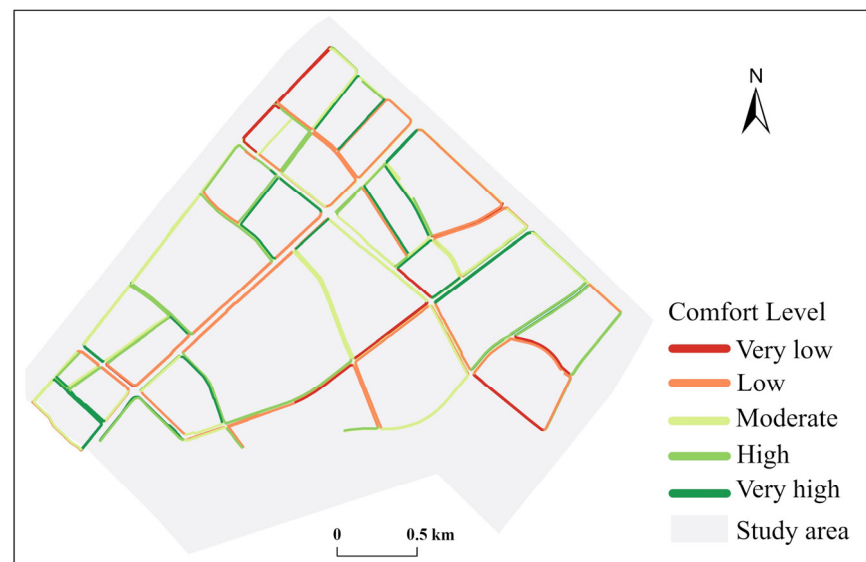 N
Comfort Level
Very low
Low
Moderate
High
Very high
Study area
0 0.5 km